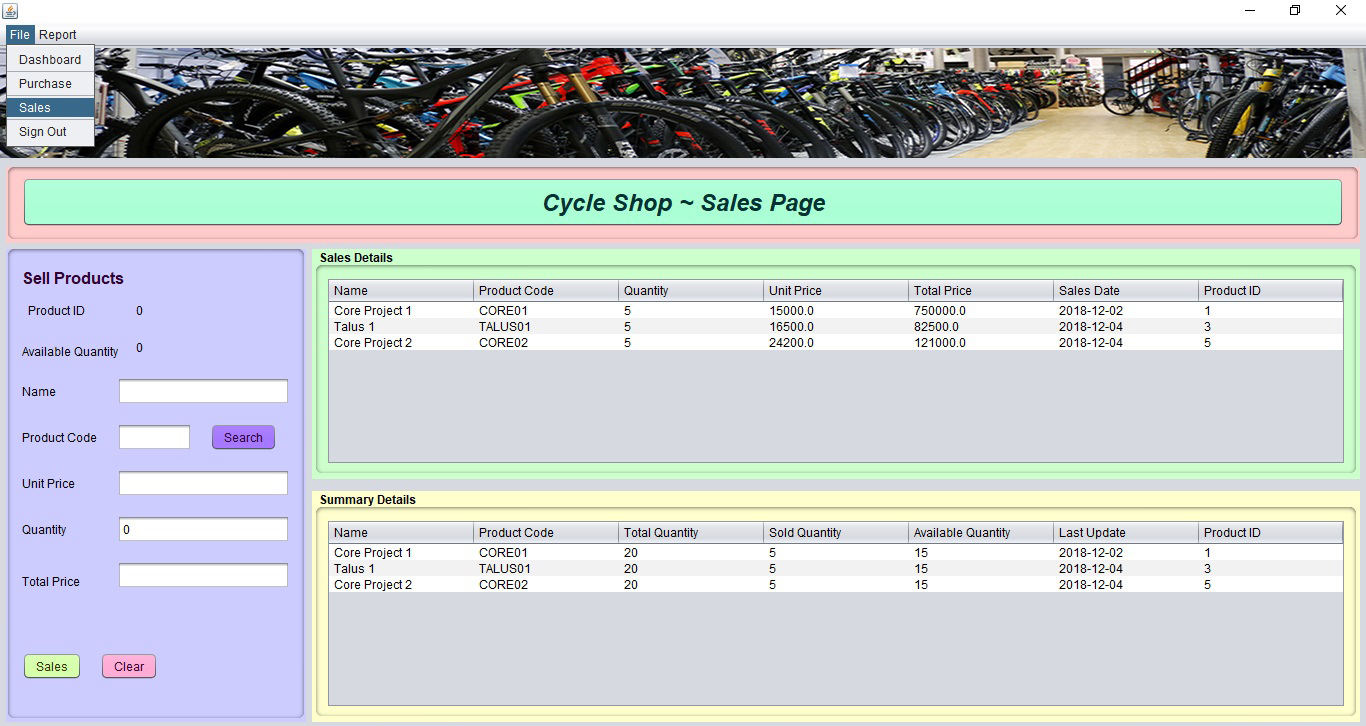 File Report
Dashboard
Purchase
Sales
Sign Out
Cycle Shop ~ Sales Page
Sell Products
Product ID 0
Available Quantity 0
Name
Product Code Search
Unit Price
Quantity 0
Total Price
Sales Clear
Sales Details
Name Product Code Quantity Unit Price Total Price Sales Date Product ID
Core Project 1 CORE01 5 15000.0 750000.0 2018-12-02 1
Talus 1 TALUS01 5 16500.0 82500.0 2018-12-04 3
Core Project 2 CORE02 5 24200.0 121000.0 2018-12-04 5
Summary Details
Name Product Code Total Quantity Sold Quantity Available Quantity Last Update Product ID
Core Project 1 CORE01 20 5 15 2018-12-02 1
Talus 1 TALUS01 20 5 15 2018-12-04 3
Core Project 2 CORE02 20 5 15 2018-12-04 5